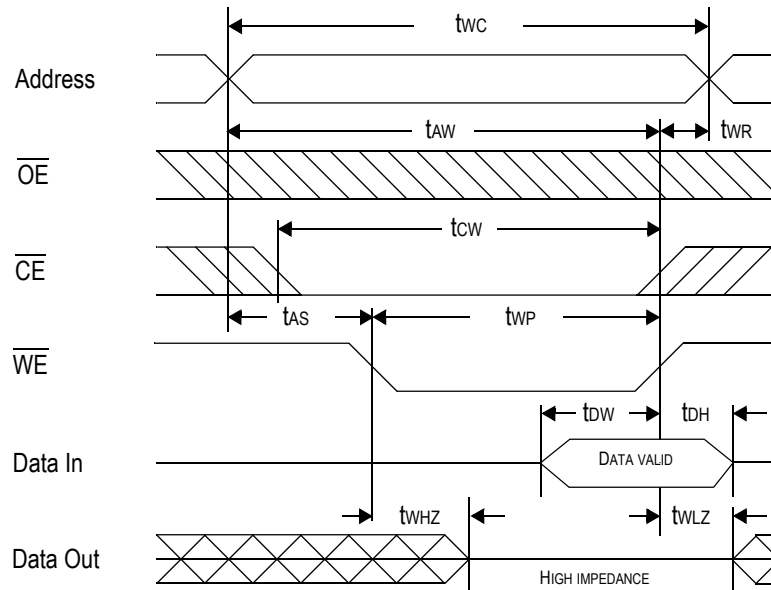 tWC
Address
tAW tWR
OE
tCW
CE
tAS tWP
WE
tDW tDH
Data In DATA VALID
tWHZ tWLZ
Data Out
HIGH IMPEDANCE